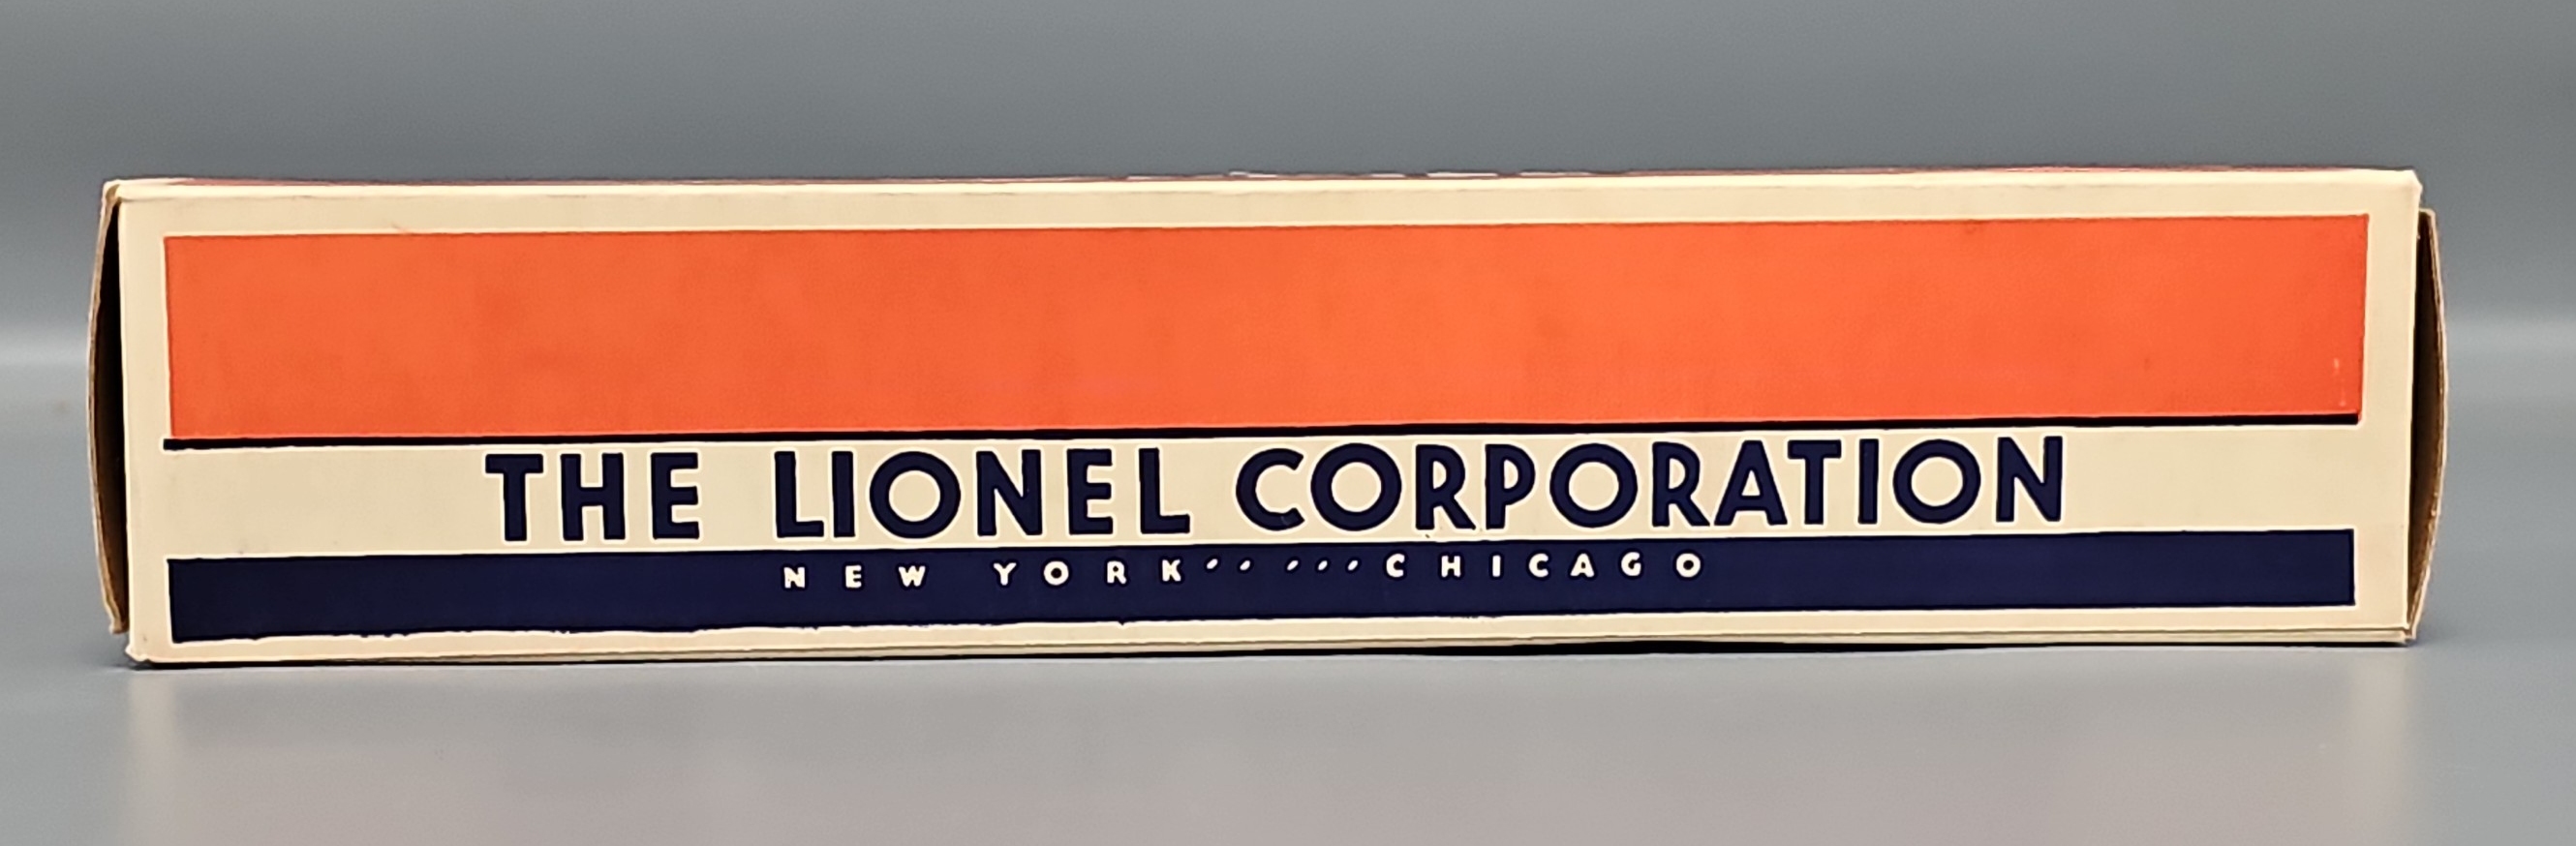 THE LIONEL CORPORATION
NEW YORK·· ···CHICAGO